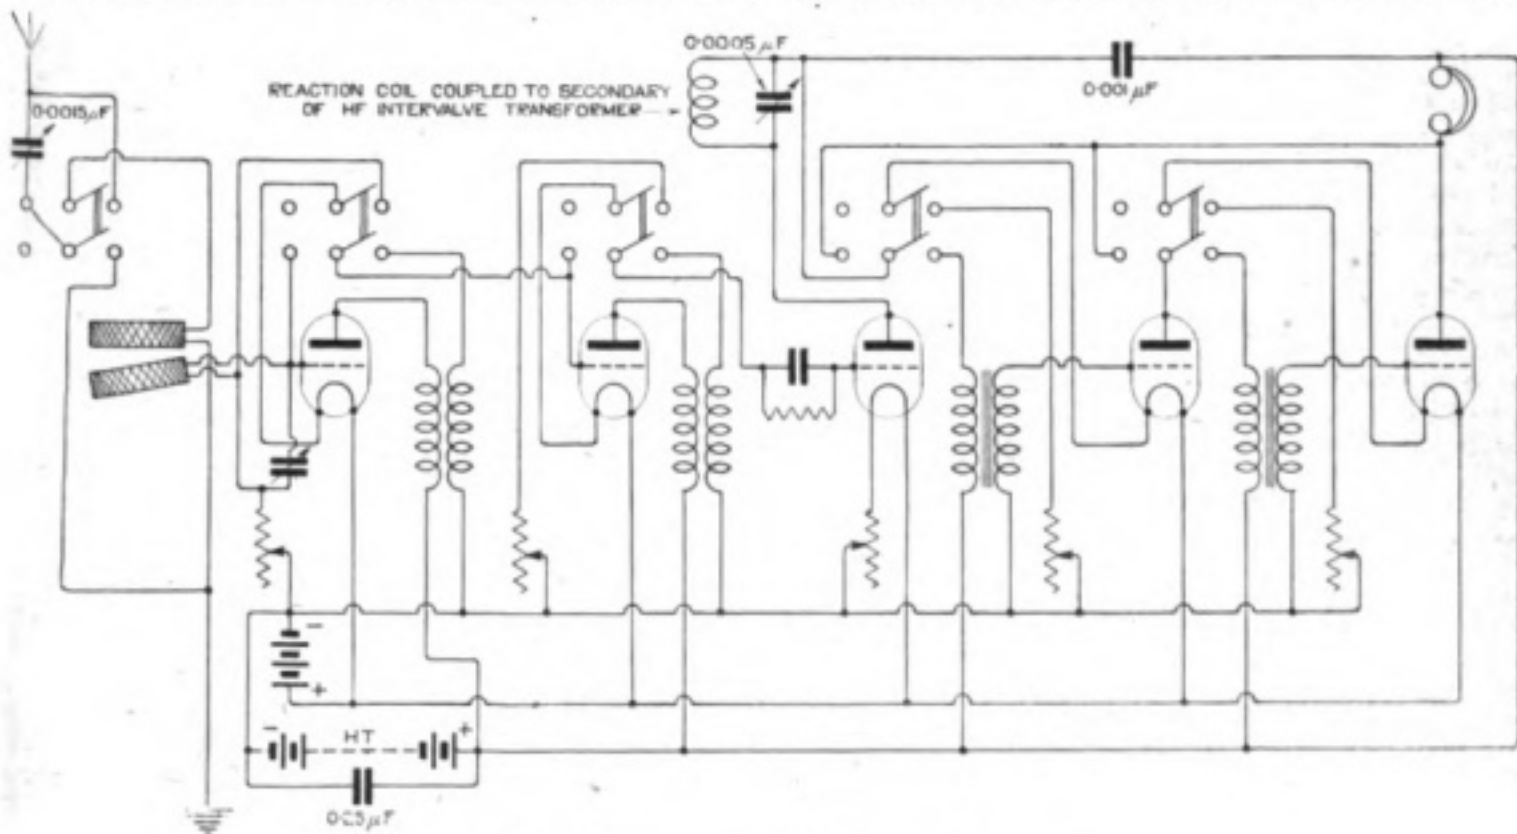 0·0005μF
REACTION COIL COUPLED TO SECONDARY
OF HF INTERVALVE TRANSFORMER
0·001μF
0·0015μF
-
+
- HT +
0·25μF